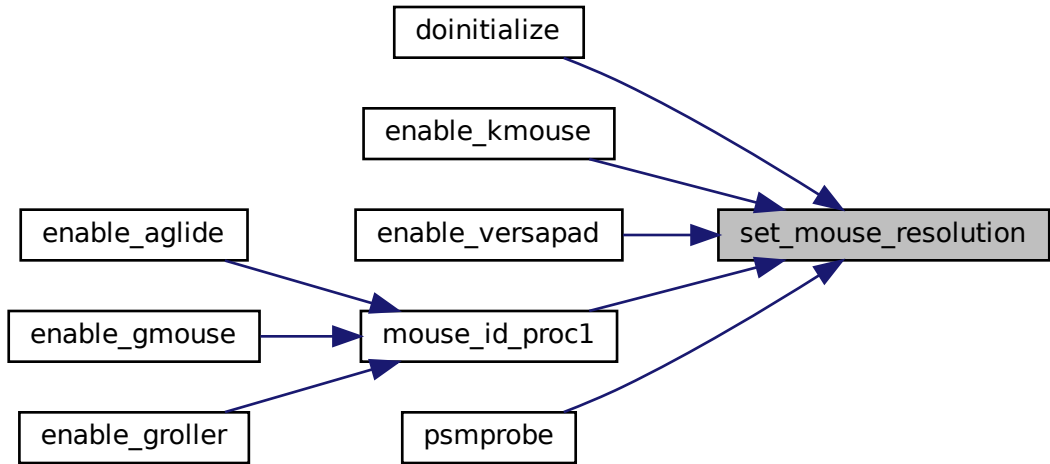 doinitialize
enable_kmouse
enable_aglide
enable_versapad
set_mouse_resolution
enable_gmouse
mouse_id_proc1
enable_groller
psmprobe